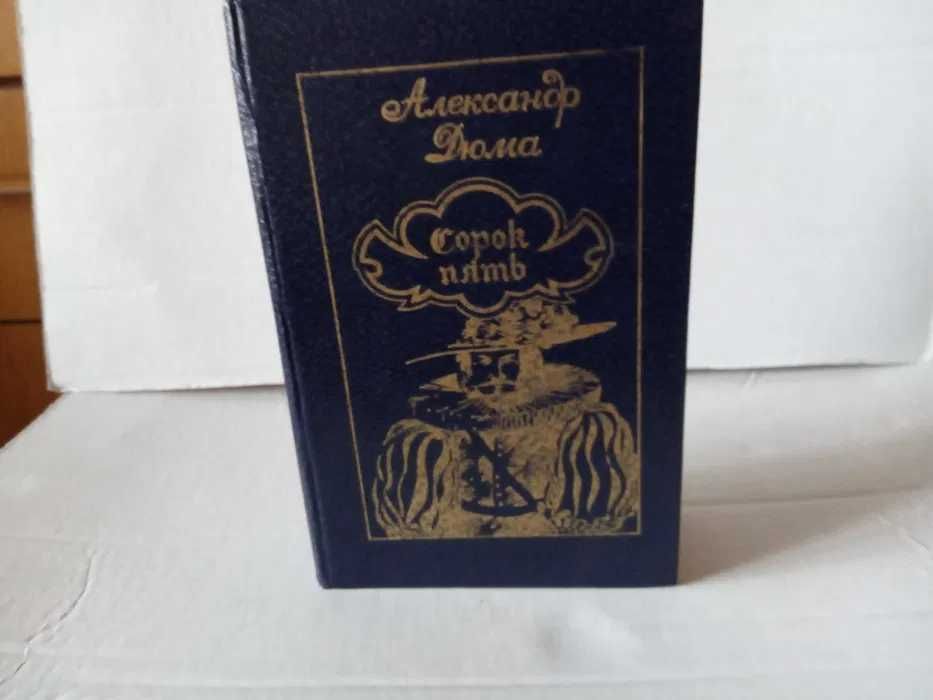 Александр
Дюма
Сорок
пять